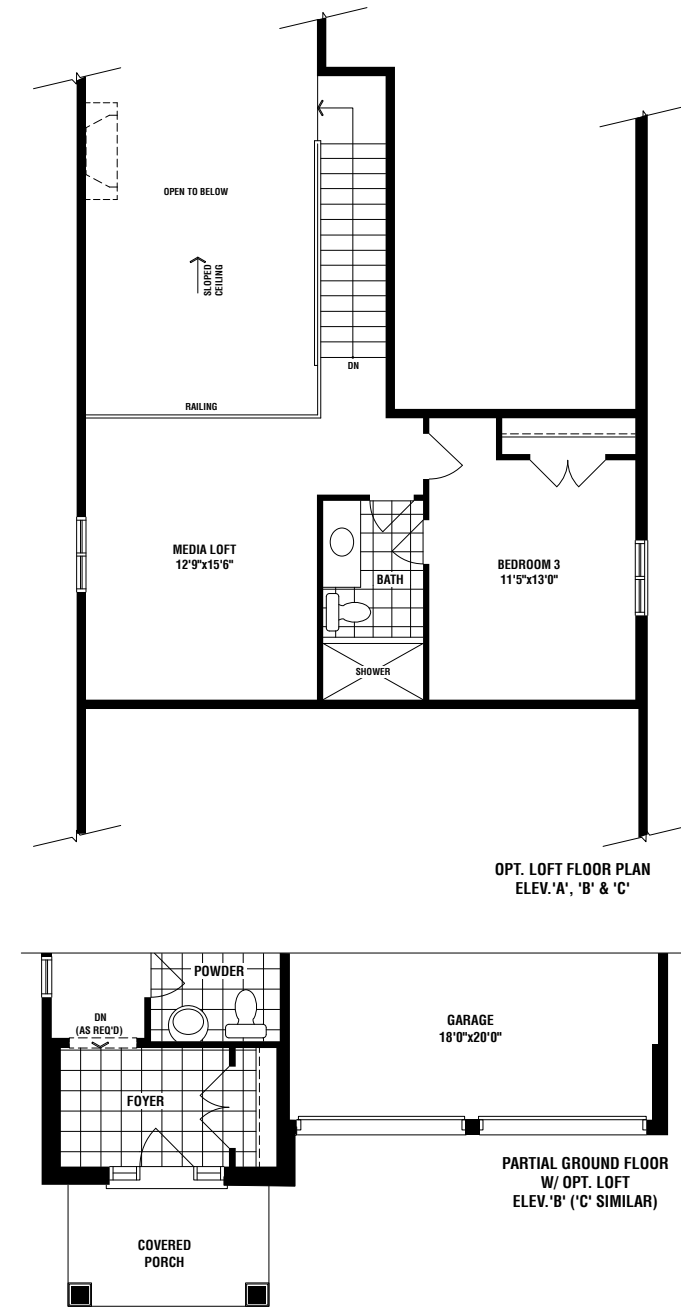 OPEN TO BELOW
SLOPED
CEILING
DN
RAILING
MEDIA LOFT
12'9"x15'6"
BATH
BEDROOM 3
11'5"x13'0"
SHOWER
OPT. LOFT FLOOR PLAN
ELEV.'A', 'B' & 'C'
POWDER
DN
(AS REQ'D)
GARAGE
18'0"x20'0"
FOYER
PARTIAL GROUND FLOOR
W/ OPT. LOFT
ELEV.'B' ('C' SIMILAR)
COVERED
PORCH